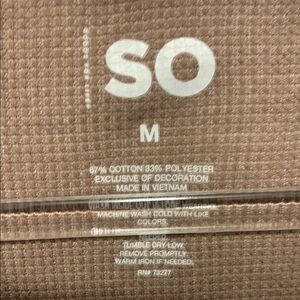 SO
M
67% COTTON 33% POLYESTER
EXCLUSIVE OF DECORATION
MADE IN VIETNAM
MACHINE WASH COLD WITH LIKE
COLORS.
TUMBLE DRY LOW.
REMOVE PROMPTLY.
WARM IRON IF NEEDED.
RN# 73277